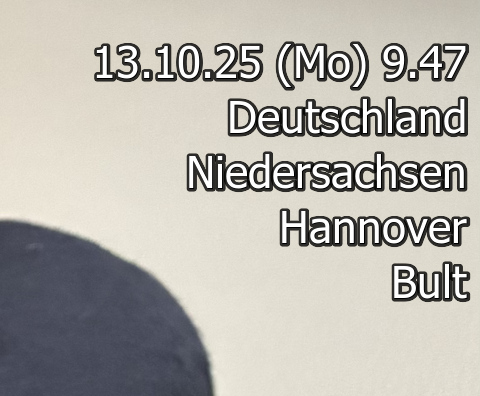 13.10.25 (Mo) 9.47
Deutschland
Niedersachsen
Hannover
Bult